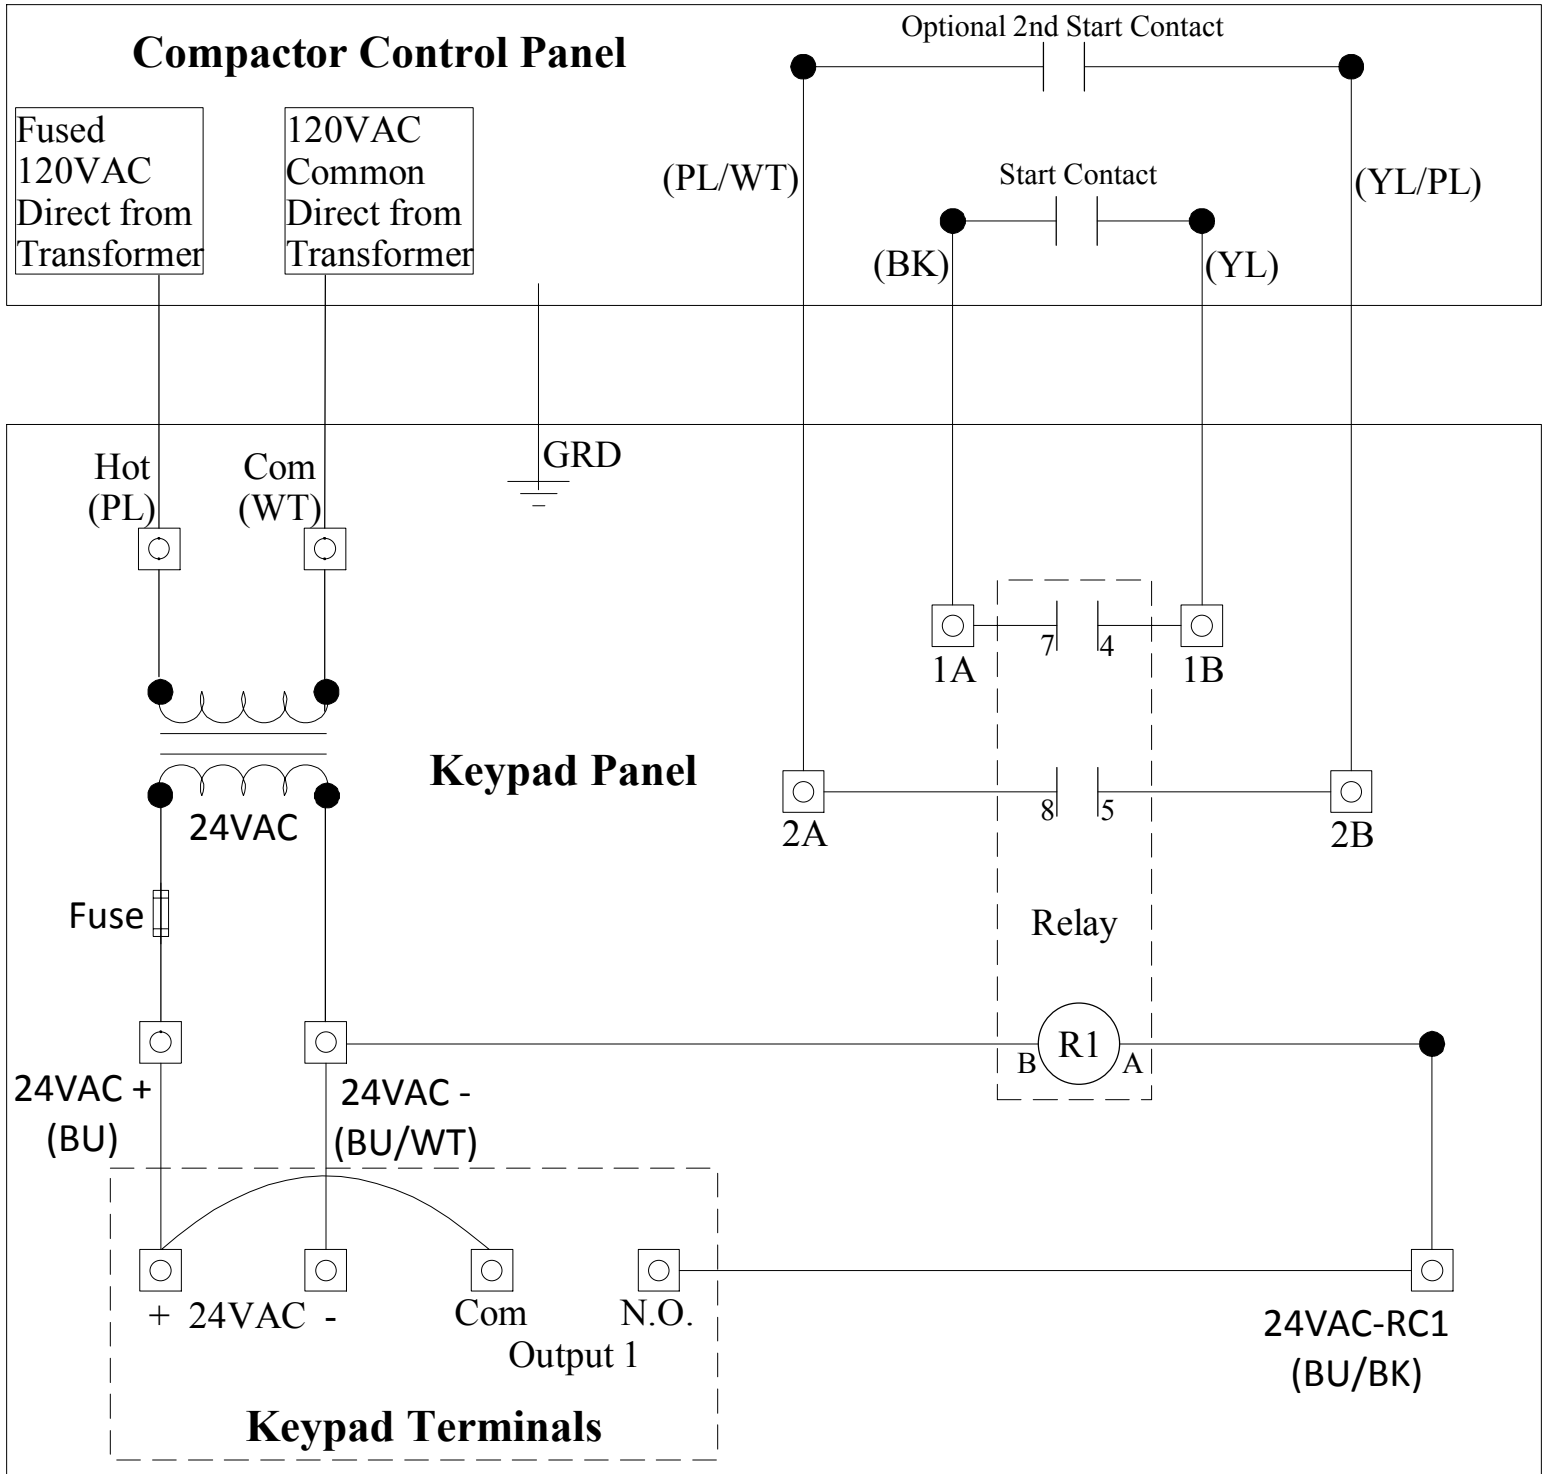 Optional 2nd Start Contact
Compactor Control Panel
Fused
120VAC
Direct from
Transformer
120VAC
Common
Direct from
Transformer
(PL/WT)
Start Contact
(YL/PL)
(BK)
(YL)
Hot
(PL)
Com
(WT)
GRD
7
4
1A
1B
Keypad Panel
8
5
2A
2B
24VAC
Fuse
Relay
R1
B
A
24VAC +
(BU)
24VAC -
(BU/WT)
+ 24VAC -
Com
N.O.
Output 1
24VAC-RC1
(BU/BK)
Keypad Terminals